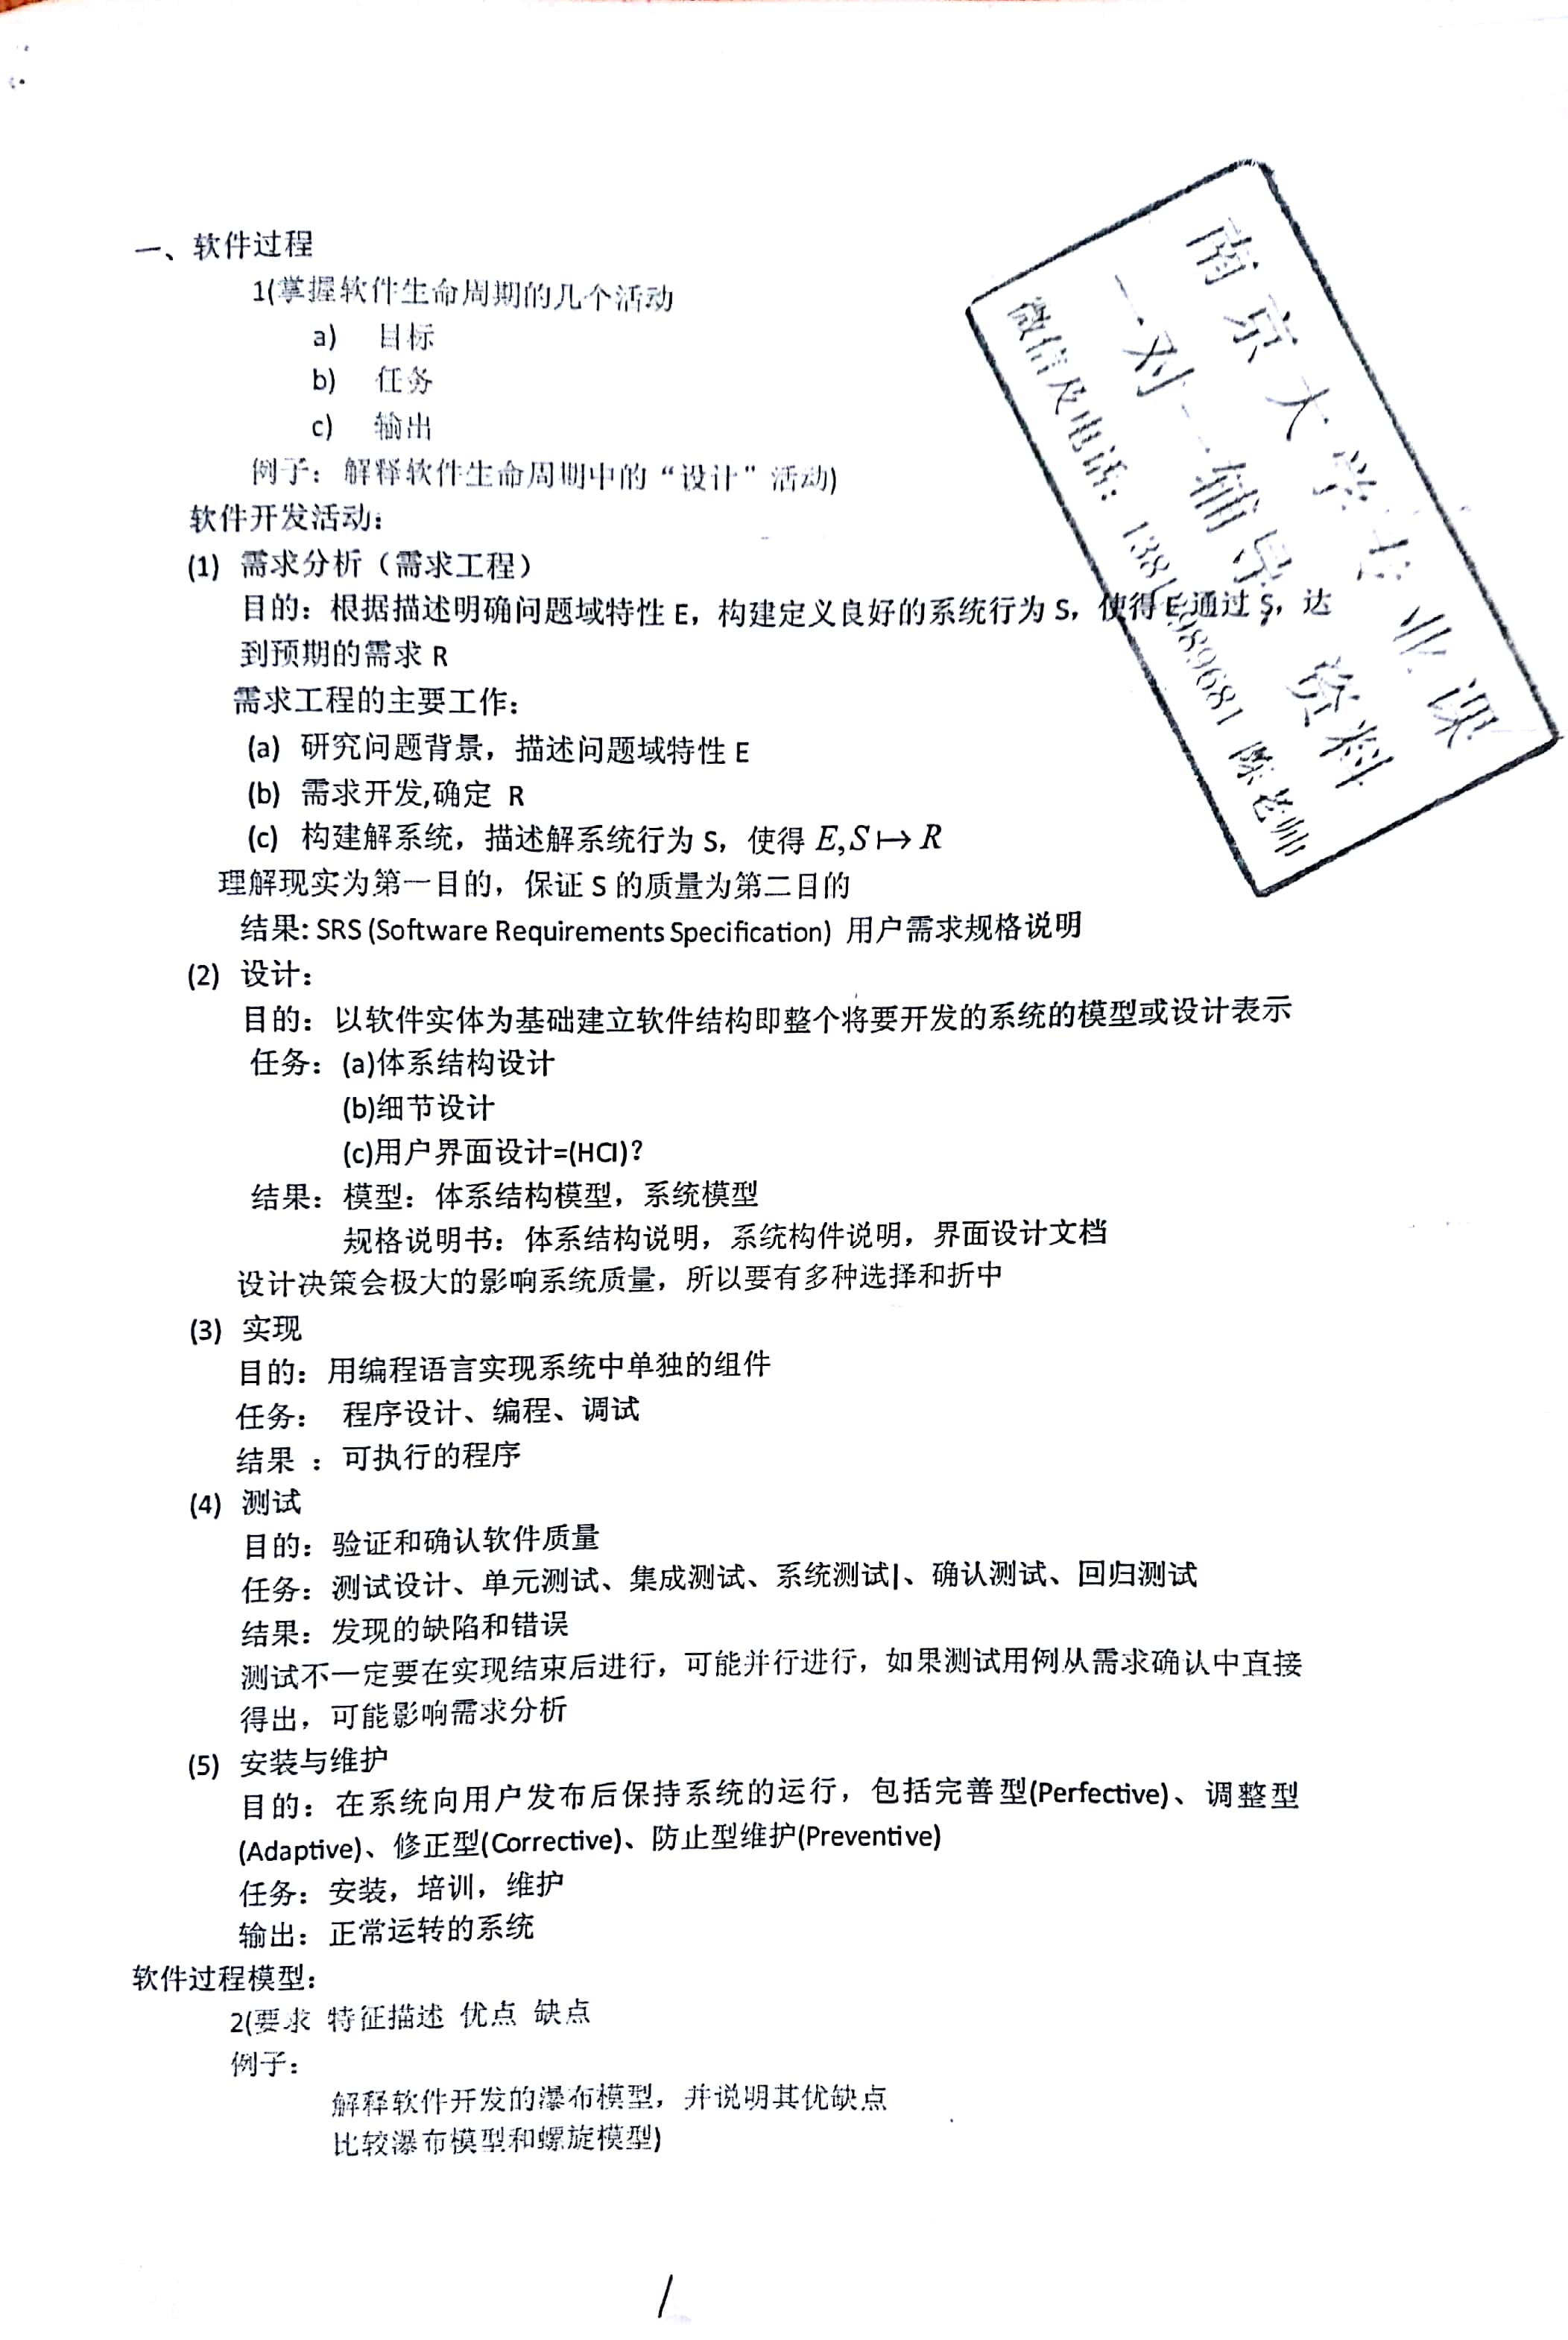 一、软件过程
1(掌握软件生命周期的几个活动
a) 目标
b) 任务
c) 输出
例子：解释软件生命周期中的“设计”活动)
软件开发活动：
(1) 需求分析（需求工程）
目的：根据描述明确问题域特性 E，构建定义良好的系统行为 S，使得 E 通过 S，达
到预期的需求 R
需求工程的主要工作：
(a) 研究问题背景，描述问题域特性 E
(b) 需求开发,确定 R
(c) 构建解系统，描述解系统行为 S，使得 E,S↦R
理解现实为第一目的，保证 S 的质量为第二目的
结果: SRS (Software Requirements Specification) 用户需求规格说明
(2) 设计：
目的：以软件实体为基础建立软件结构即整个将要开发的系统的模型或设计表示
任务：(a)体系结构设计
(b)细节设计
(c)用户界面设计=(HCI)？
结果：模型：体系结构模型，系统模型
规格说明书：体系结构说明，系统构件说明，界面设计文档
设计决策会极大的影响系统质量，所以要有多种选择和折中
(3) 实现
目的：用编程语言实现系统中单独的组件
任务： 程序设计、编程、调试
结果 ：可执行的程序
(4) 测试
目的：验证和确认软件质量
任务：测试设计、单元测试、集成测试、系统测试|、确认测试、回归测试
结果：发现的缺陷和错误
测试不一定要在实现结束后进行，可能并行进行，如果测试用例从需求确认中直接
得出，可能影响需求分析
(5) 安装与维护
目的：在系统向用户发布后保持系统的运行，包括完善型(Perfective)、调整型
(Adaptive)、修正型(Corrective)、防止型维护(Preventive)
任务：安装，培训，维护
输出：正常运转的系统
软件过程模型：
2(要求 特征描述 优点 缺点
例子：
解释软件开发的瀑布模型，并说明其优缺点
比较瀑布模型和螺旋模型)
南京大学专业课
一对一辅导资料
微信及电话： 陈老师
1